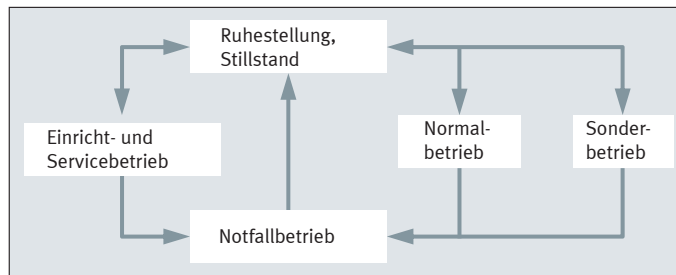 Ruhestellung,
Stillstand
Einricht- und
Servicebetrieb
Normal-
betrieb
Sonder-
betrieb
Notfallbetrieb